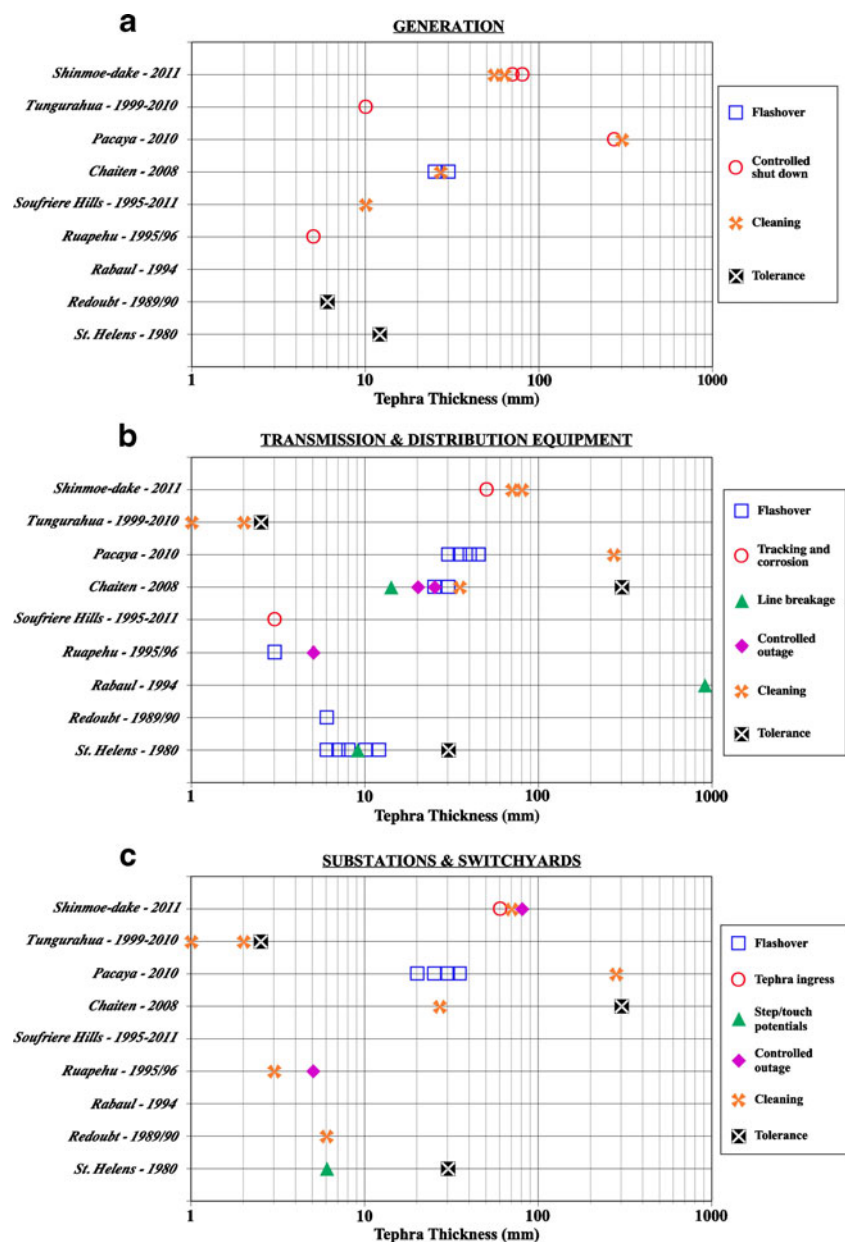 a
GENERATION
Shinmoe-dake - 2011
Tungurahua - 1999-2010
Pacaya - 2010
Chaiten - 2008
Soufriere Hills - 1995-2011
Ruapehu - 1995/96
Rabaul - 1994
Redoubt - 1989/90
St. Helens - 1980
1 10 100 1000
Tephra Thickness (mm)
Flashover
Controlled
shut down
Cleaning
Tolerance
b
TRANSMISSION & DISTRIBUTION EQUIPMENT
Shinmoe-dake - 2011
Tungurahua - 1999-2010
Pacaya - 2010
Chaiten - 2008
Soufriere Hills - 1995-2011
Ruapehu - 1995/96
Rabaul - 1994
Redoubt - 1989/90
St. Helens - 1980
1 10 100 1000
Tephra Thickness (mm)
Flashover
Tracking and
corrosion
Line breakage
Controlled
outage
Cleaning
Tolerance
c
SUBSTATIONS & SWITCHYARDS
Shinmoe-dake - 2011
Tungurahua - 1999-2010
Pacaya - 2010
Chaiten - 2008
Soufriere Hills - 1995-2011
Ruapehu - 1995/96
Rabaul - 1994
Redoubt - 1989/90
St. Helens - 1980
1 10 100 1000
Tephra Thickness (mm)
Flashover
Tephra ingress
Step/touch
potentials
Controlled
outage
Cleaning
Tolerance